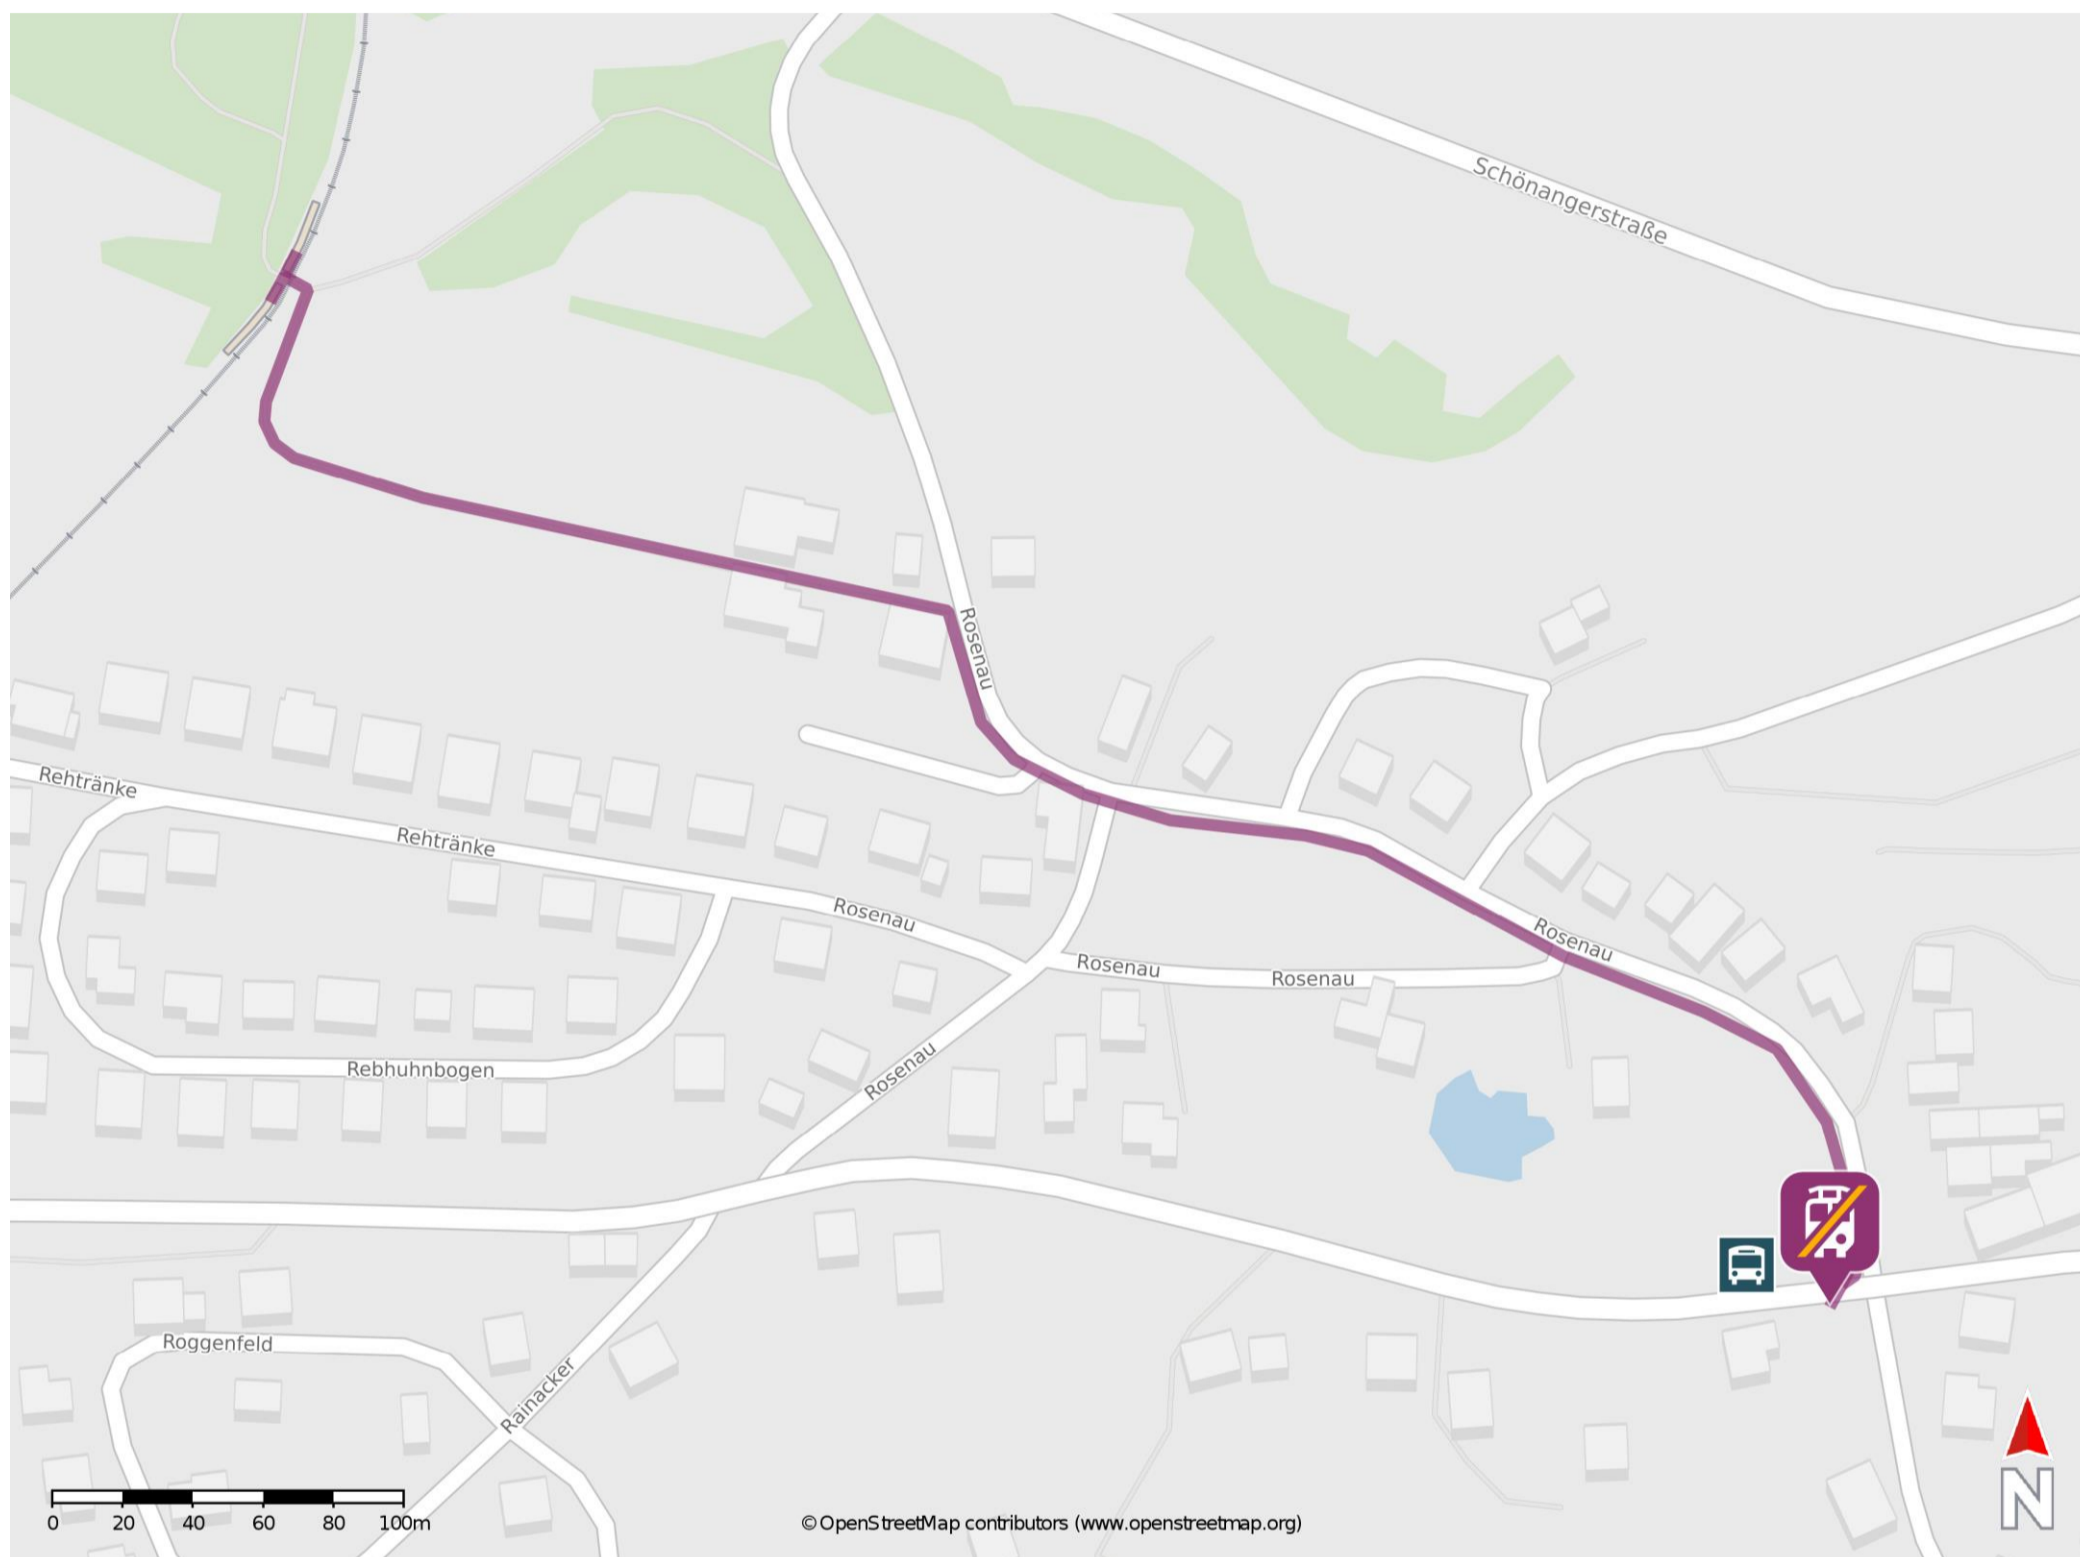 Schönangerstraße
Rosenau
Rehtränke
Rehtränke
Rosenau
Rosenau
Rosenau
Rosenau
Rosenau
Rebhuhnbogen
Roggenfeld
Rainacker
0 20 40 60 80 100m
© OpenStreetMap contributors (www.openstreetmap.org)
N